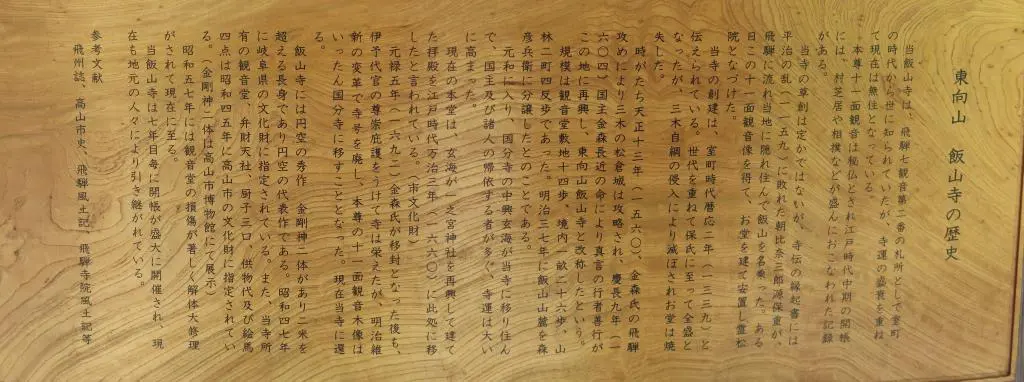 東向山 飯山寺の歴史
当飯山寺は、飛騨七観音第二番の札所として室町
の時代から世に知られていたが、寺運の盛衰を重ね
て現在は無住となっている。
本尊十一面観音は秘仏とされ江戸時代中期の開帳
には、村芝居や相撲などが盛んにおこなわれた記録
がある。
当寺の草創は定かではないが、寺伝の縁起書には
平治の乱(一一五九)に敗れた朝比奈三郎源保重が、
飛騨に流れ当地に隠れ住んで飯山を名乗った。ある
日この十一面観音像を得て、お堂を建て安置し霊松
院となづけた。
当寺の創建は、室町時代暦応二年(一三三九)と
伝えられている。世代を重ねて保氏に至って全盛と
なったが、三木自綱の侵入により滅ぼされお堂は焼
失した。
時がたち天正十三年(一五六〇)、金森氏の飛騨
攻めにより三木の松倉城は攻略され、慶長九年(一
六〇四)国主金森長近の命により真言の行者善行が
この地に再興し、東向山飯山寺と改称したという。
規模は観音堂敷地十四歩、境内一畝二十六歩、山
林二町四反歩であった。明治三七年に飯山山麓を森
彦兵衛に分譲したとのことである。
元和に入り、国分寺の中興玄海が当寺に移り住ん
で、国主及び諸人の帰依する者が多く、寺運は大い
に高まった。
現在の本堂は、玄海が一之宮神社を再興して建て
た拝殿を江戸時代万治三年(一六六〇)に此処に移
したと言われている。(市文化財)
元禄五年(一六九二)金森氏が移封となった後も、
伊予代官の尊崇庇護をうけて寺は栄えたが、明治維
新の変革で寺号を廃し、本尊の十一面観音木像は
いったん国分寺に移すこととなった。現在当寺に還
る。
飯山寺には円空の秀作 金剛神二体があり二米を
超える長身であり円空の代表作である。昭和四七年
に岐阜県の文化財に指定されている。また、当寺所
有の観音堂、弁財天社、厨子三口、供物代及び絵馬
四点は昭和四五年に高山市の文化財に指定されてい
る。(金剛神一体は高山市博物館にて展示)
昭和五七年には観音堂の損傷が著しく解体大修理
がされて現在に至る。
当飯山寺は七年目毎に開帳が盛大に開催され、現
在も地元の人々により引き継がれている。
参考文献
飛州志、高山市史、飛騨風土記、飛騨寺院風土記等